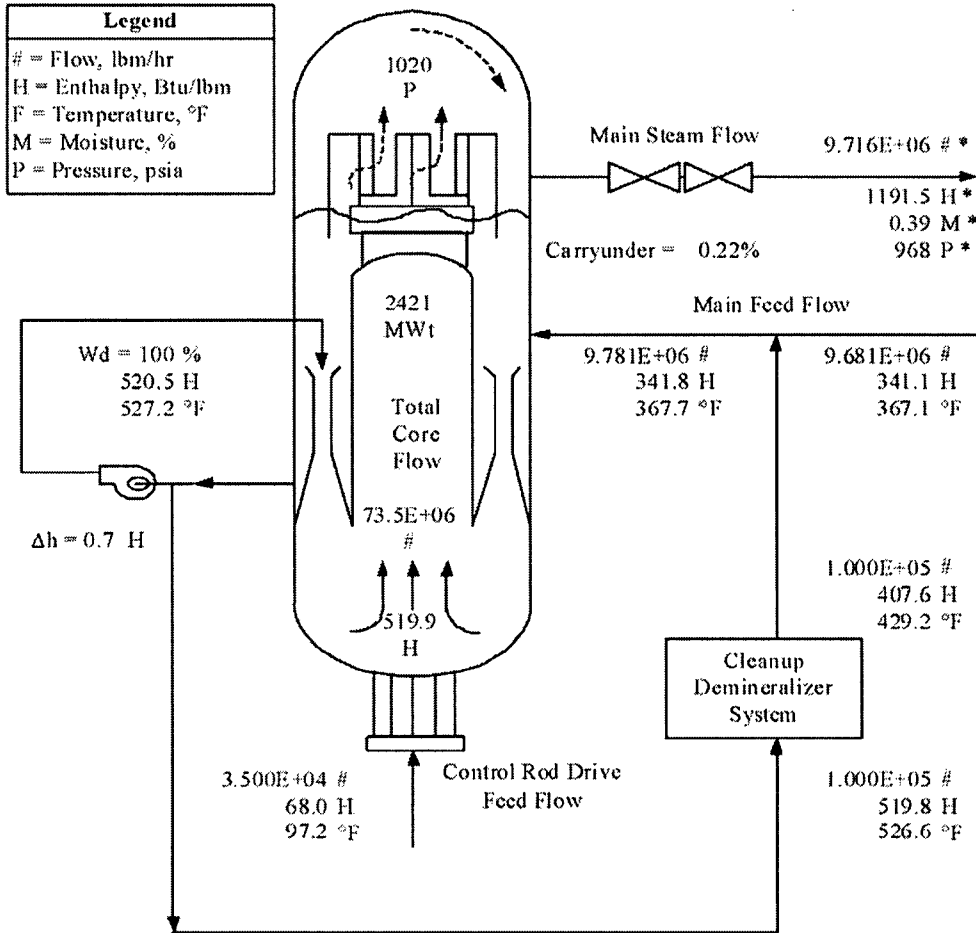 Legend
# = Flow, lbm/hr
H = Enthalpy, Btu/lbm
F = Temperature, °F
M = Moisture, %
P = Pressure, psia
1020
P
Main Steam Flow
9.716E+06 # *
1191.5 H *
0.39 M *
968 P *
Carryunder = 0.22%
2421
MWt
Main Feed Flow
9.781E+06 #
341.8 H
367.7 °F
9.681E+06 #
341.1 H
367.1 °F
Wd = 100 %
520.5 H
527.2 °F
Total
Core
Flow
73.5E+06
#
Δh = 0.7 H
519.9
H
1.000E+05 #
407.6 H
429.2 °F
Cleanup
Demineralizer
System
3.500E+04 #
68.0 H
97.2 °F
Control Rod Drive
Feed Flow
1.000E+05 #
519.8 H
526.6 °F